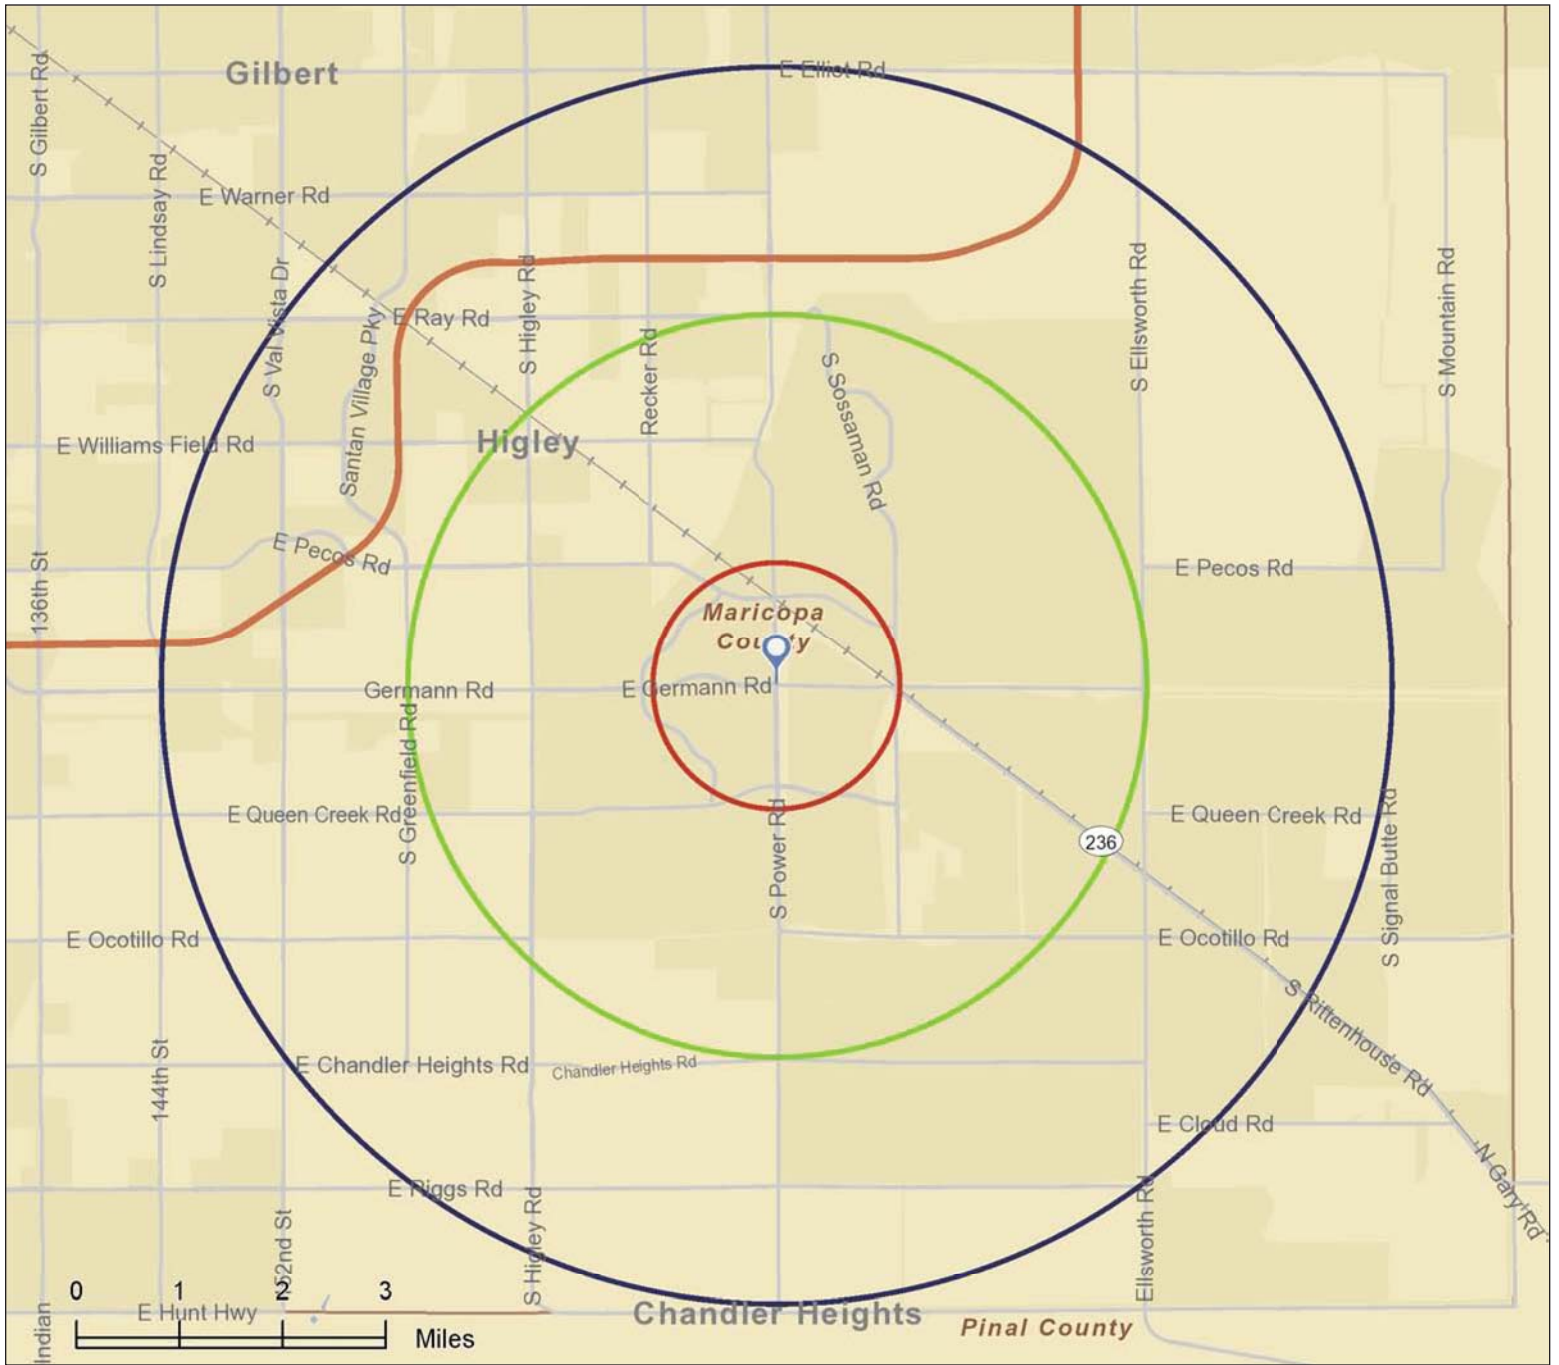 Gilbert
E Elliot Rd
S Gilbert Rd
S Lindsay Rd
E Warner Rd
S Val Vista Dr
Santan Village Pky
E Ray Rd
S Higley Rd
Recker Rd
S Sossaman Rd
S Ellsworth Rd
S Mountain Rd
E Williams Field Rd
Higley
E Pecos Rd
E Pecos Rd
136th St
Maricopa
County
Germann Rd
E Germann Rd
S Greenfield Rd
E Queen Creek Rd
S Power Rd
236
E Queen Creek Rd
S Signal Butte Rd
E Ocotillo Rd
E Ocotillo Rd
S Rittenhouse Rd
144th St
E Chandler Heights Rd
Chandler Heights Rd
E Cloud Rd
N Gary Rd
E Riggs Rd
152nd St
S Higley Rd
Ellsworth Rd
0 1 2 3
Miles
E Hunt Hwy
Indian
Chandler Heights
Pinal County